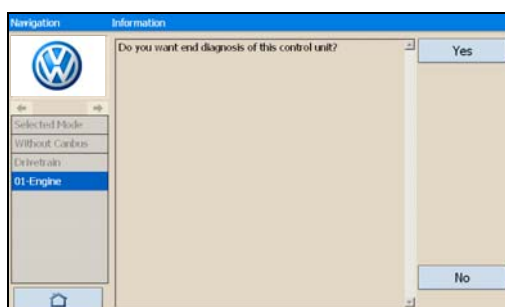 Navigation
Information
Do you want end diagnosis of this control unit?
Yes
Selected Mode
Without Canbus
Drivetrain
01-Engine
No